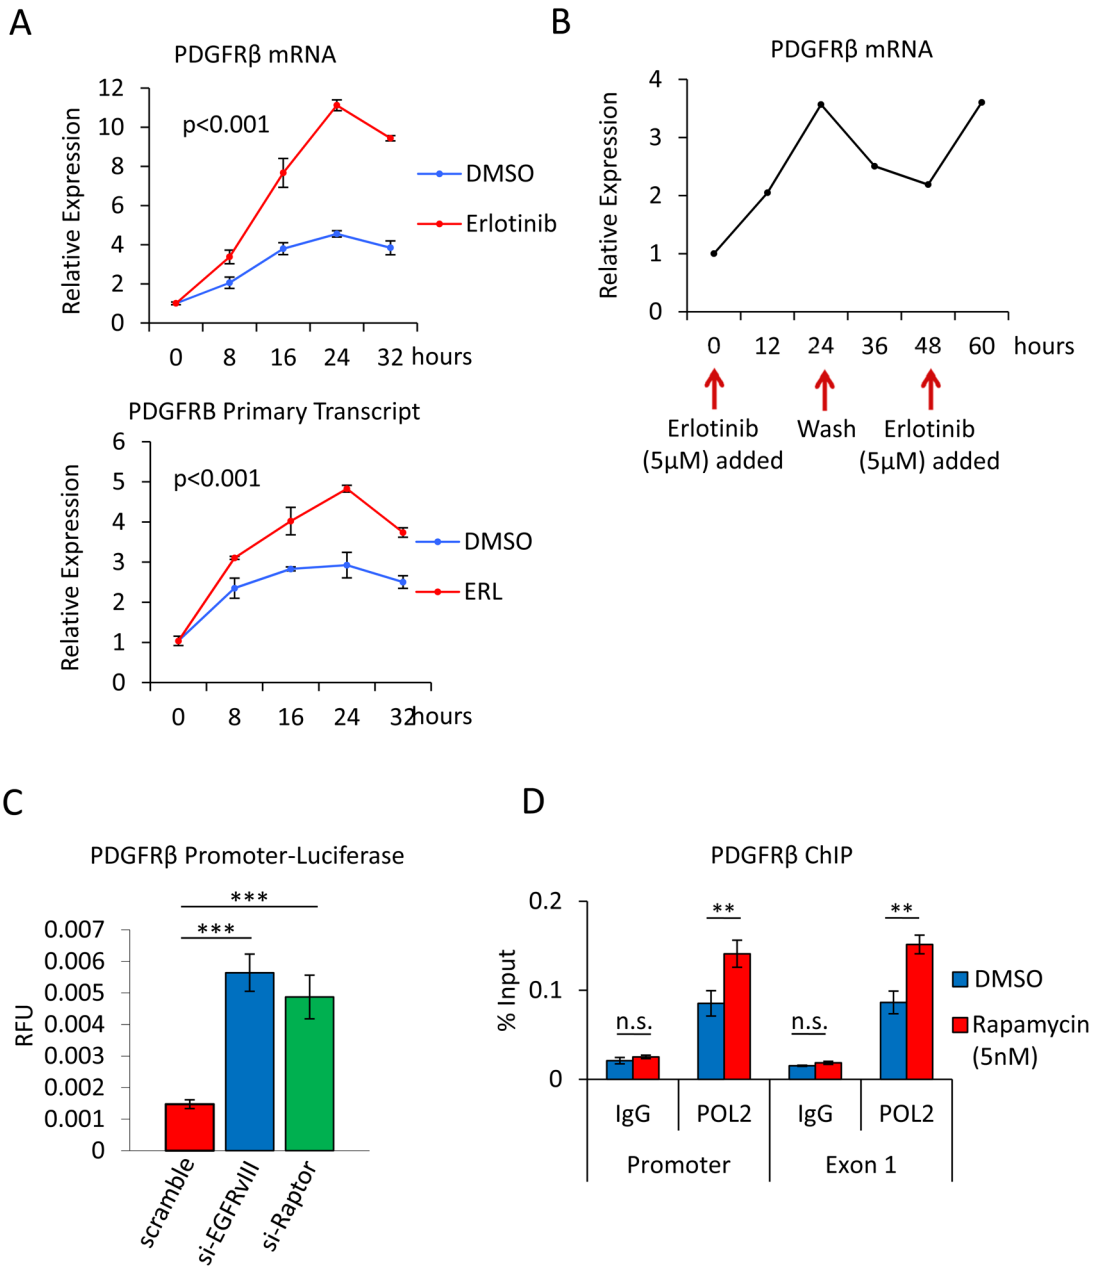 A
PDGFRβ mRNA
Relative Expression
12
10
8
6
4
2
0
p<0.001
DMSO
Erlotinib
0 8 16 24 32 hours
PDGFRB Primary Transcript
Relative Expression
6
5
4
3
2
1
0
p<0.001
DMSO
ERL
0 8 16 24 32 hours
B
PDGFRβ mRNA
Relative Expression
4
3
2
1
0
0 12 24 36 48 60 hours
Erlotinib
(5μM) added
Wash
Erlotinib
(5μM) added
C
PDGFRβ Promoter-Luciferase
***
***
RFU
0.007
0.006
0.005
0.004
0.003
0.002
0.001
0
scramble
si-EGFRvIII
si-Raptor
D
PDGFRβ ChIP
% Input
0.2
0.1
0
n.s.
**
n.s.
**
DMSO
Rapamycin
(5nM)
IgG POL2 IgG POL2
Promoter Exon 1